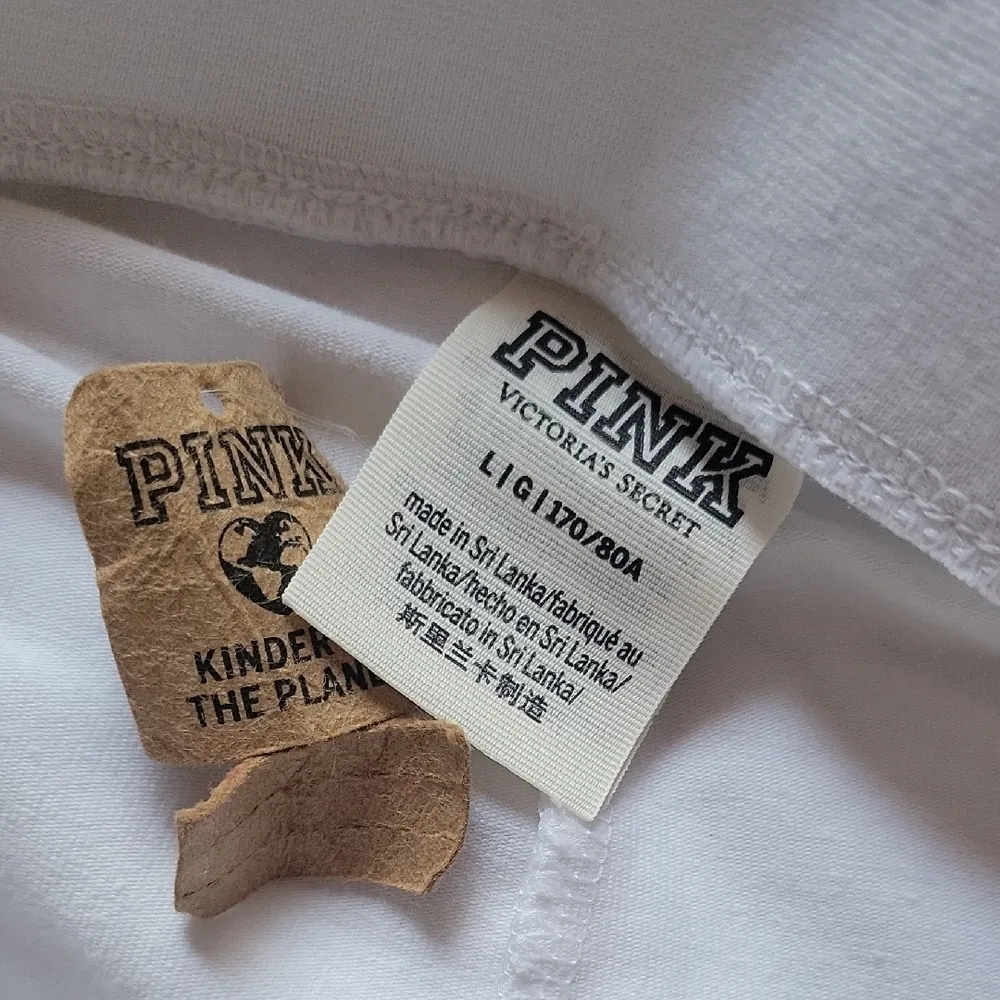 PINK
KINDER
THE PLAN
PINK
VICTORIA'S SECRET
L | G | 170/80A
made in Sri Lanka/fabriqué au
Sri Lanka/hecho en Sri Lanka/
fabbricato in Sri Lanka/
斯里兰卡制造